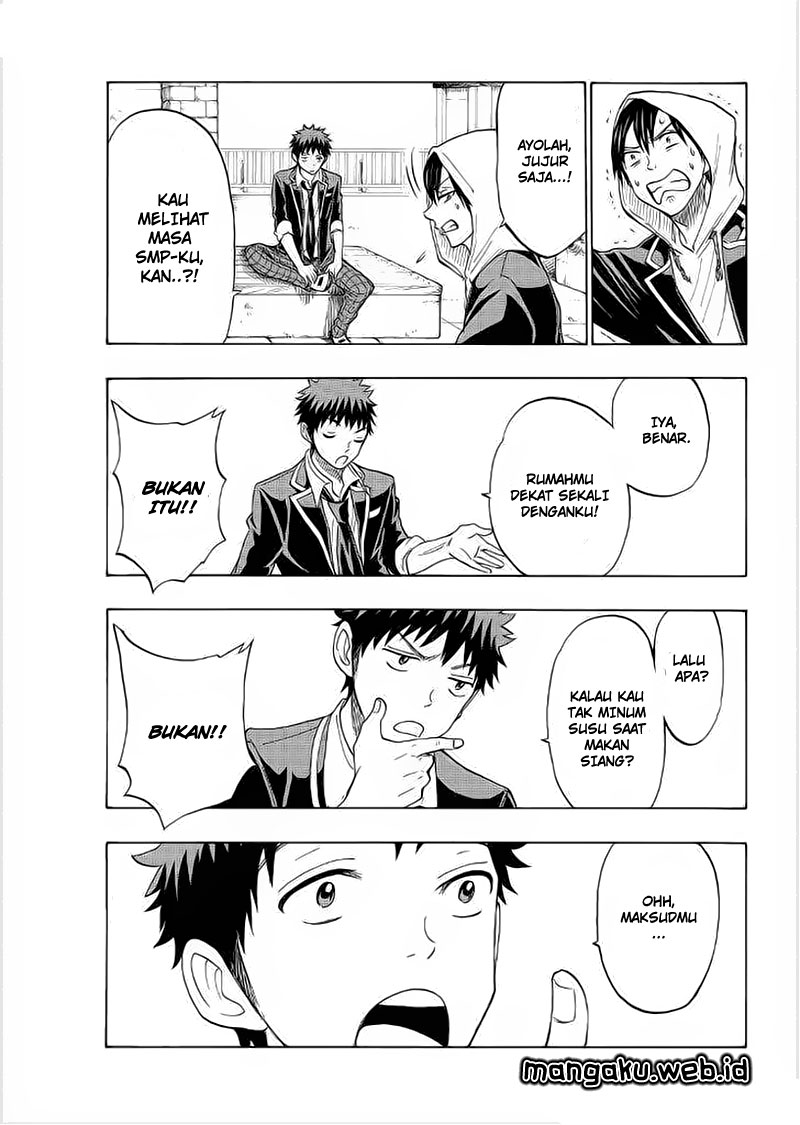 AYOLAH,
JUJUR
SAJA...!
KAU
MELIHAT
MASA
SMP-KU,
KAN..?!
IYA,
BENAR.
RUMAHMU
DEKAT SEKALI
DENGANKU!
BUKAN
ITU!!
LALU
APA?
KALAU KAU
TAK MINUM
SUSU SAAT
MAKAN
SIANG?
BUKAN!!
OHH,
MAKSUDMU
...
mangaku.web.id